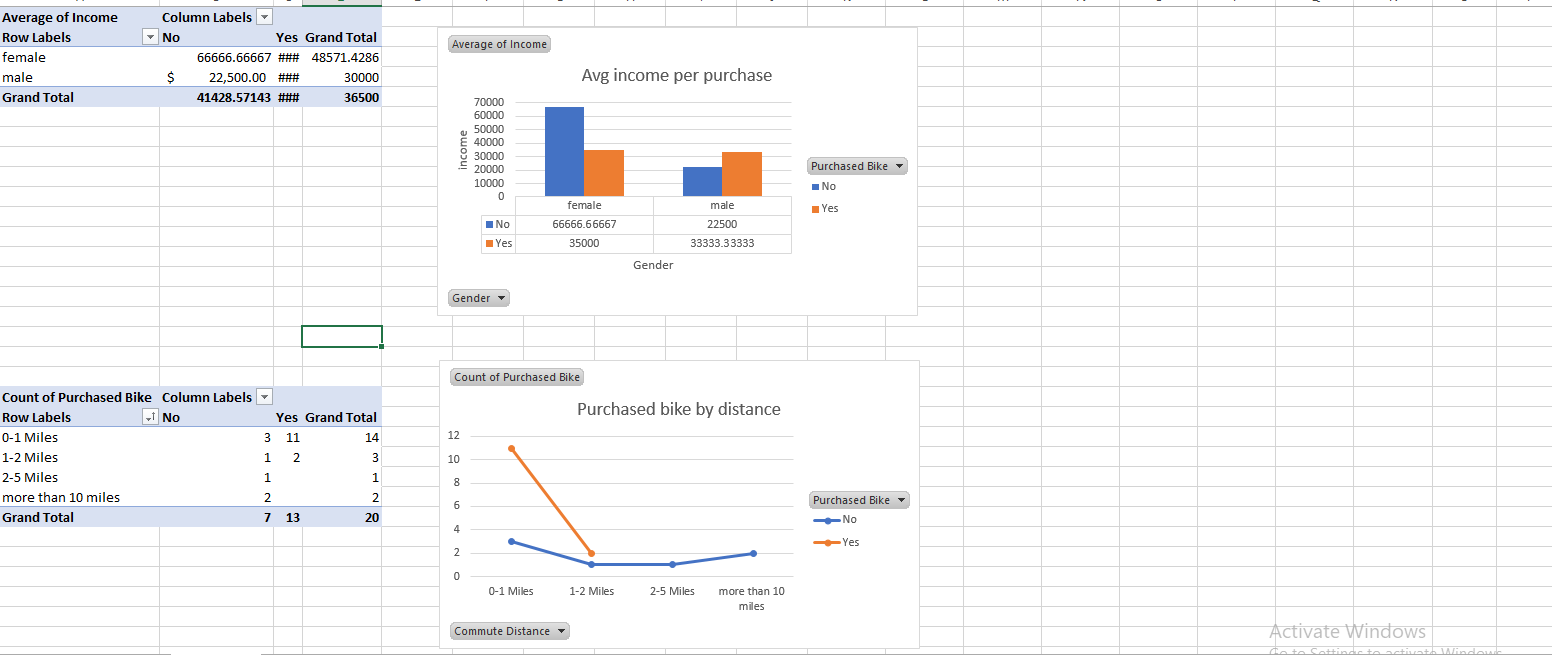 Average of Income Column Labels
Row Labels No Yes Grand Total
female 66666.66667 ### 48571.4286
male $ 22,500.00 ### 30000
Grand Total 41428.57143 ### 36500
Average of Income
Avg income per purchase
70000
60000
50000
40000
30000
20000
10000
0
income
female male
No 66666.66667 22500
Yes 35000 33333.33333
Gender
Purchased Bike
No
Yes
Gender
Count of Purchased Bike Column Labels
Row Labels No Yes Grand Total
0-1 Miles 3 11 14
1-2 Miles 1 2 3
2-5 Miles 1 1
more than 10 miles 2 2
Grand Total 7 13 20
Count of Purchased Bike
Purchased bike by distance
12
10
8
6
4
2
0
0-1 Miles 1-2 Miles 2-5 Miles more than 10
miles
Purchased Bike
No
Yes
Commute Distance
Activate Windows
Go to Settings to activate Windows